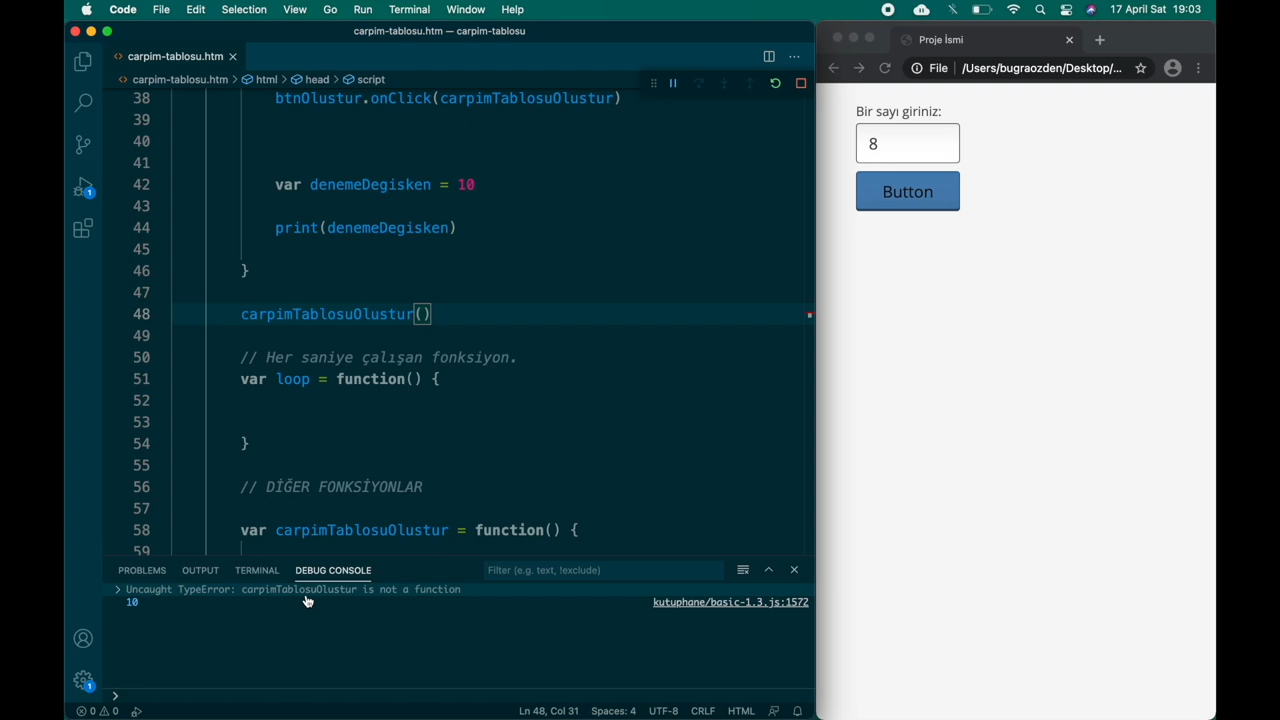 Code File Edit Selection View Go Run Terminal Window Help 17 April Sat 19:03
carpim-tablosu.htm — carpim-tablosu
carpim-tablosu.htm
carpim-tablosu.htm > html > head > script
38 btnOlustur.onClick(carpimTablosuOlustur)
39
40
41
42 var denemeDegisken = 10
43
44 print(denemeDegisken)
45
46 }
47
48 carpimTablosuOlustur()
49
50 // Her saniye çalışan fonksiyon.
51 var loop = function() {
52
53
54 }
55
56 // DİĞER FONKSİYONLAR
57
58 var carpimTablosuOlustur = function() {
59
PROBLEMS OUTPUT TERMINAL DEBUG CONSOLE Filter (e.g. text, !exclude)
> Uncaught TypeError: carpimTablosuOlustur is not a function
10 kutuphane/basic-1.3.js:1572
>
1
1
0 0 Ln 48, Col 31 Spaces: 4 UTF-8 CRLF HTML
Proje İsmi
File /Users/bugraozden/Desktop/...
Bir sayı giriniz:
8
Button